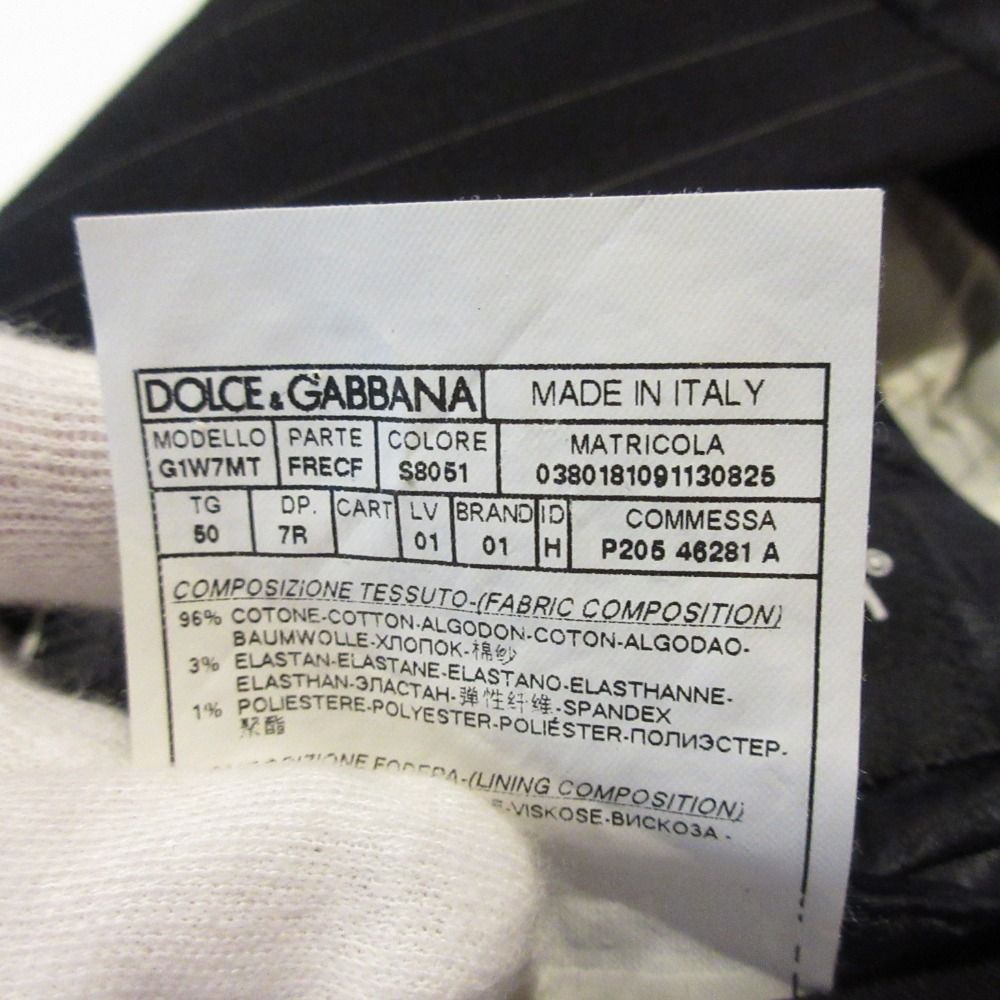 DOLCE & GABBANA MADE IN ITALY
MODELLO PARTE COLORE MATRICOLA
G1W7MT FRECF S8051 0380181091130825
TG DP. CART LV BRAND ID COMMESSA
50 7R 01 01 H P205 46281 A
COMPOSIZIONE TESSUTO-(FABRIC COMPOSITION)
96% COTONE-COTTON-ALGODON-COTON-ALGODAO-
BAUMWOLLE-ХЛОПОК-棉纱
3% ELASTAN-ELASTANE-ELASTANO-ELASTHANNE-
ELASTHAN-ЭЛАСТАН-弹性纤维-SPANDEX
1% POLIESTERE-POLYESTER-POLIÉSTER-ПОЛИЭСТЕР-
聚酯
FODERA-(LINING COMPOSITION)
-VISKOSE-ВИСКОЗА-